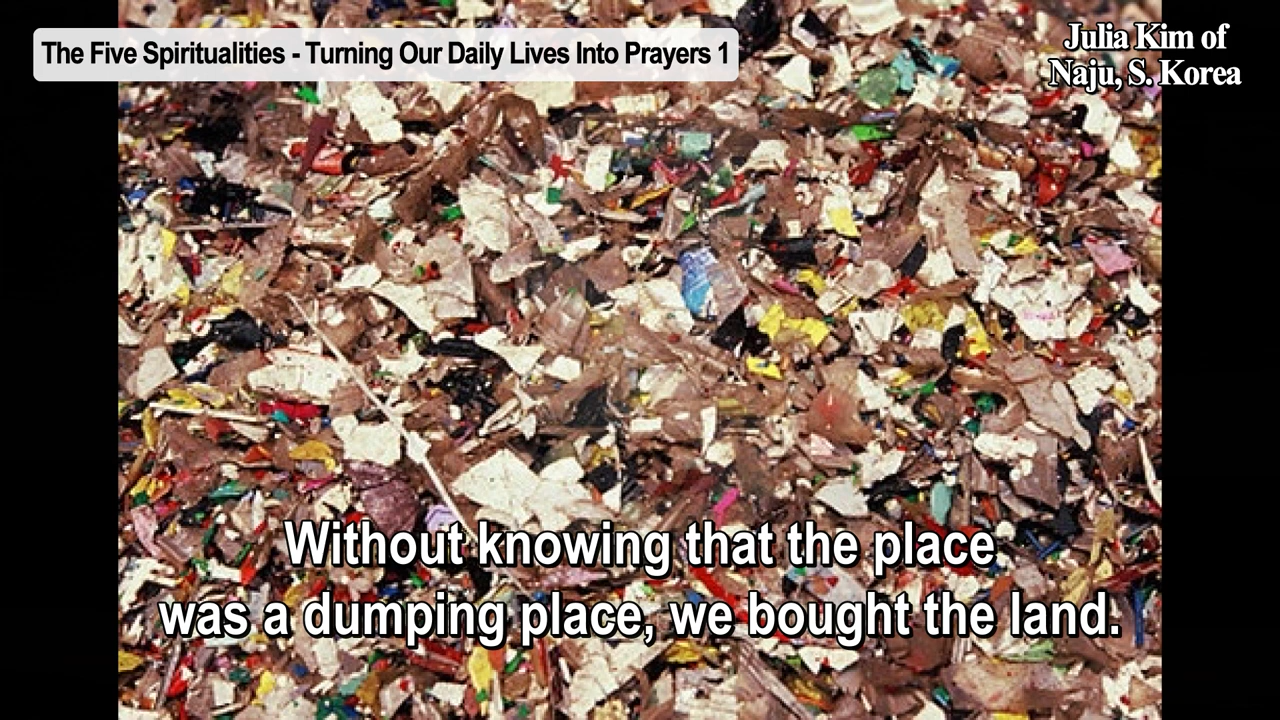 The Five Spiritualities - Turning Our Daily Lives Into Prayers 1
Julia Kim of
Naju, S. Korea
Without knowing that the place
was a dumping place, we bought the land.